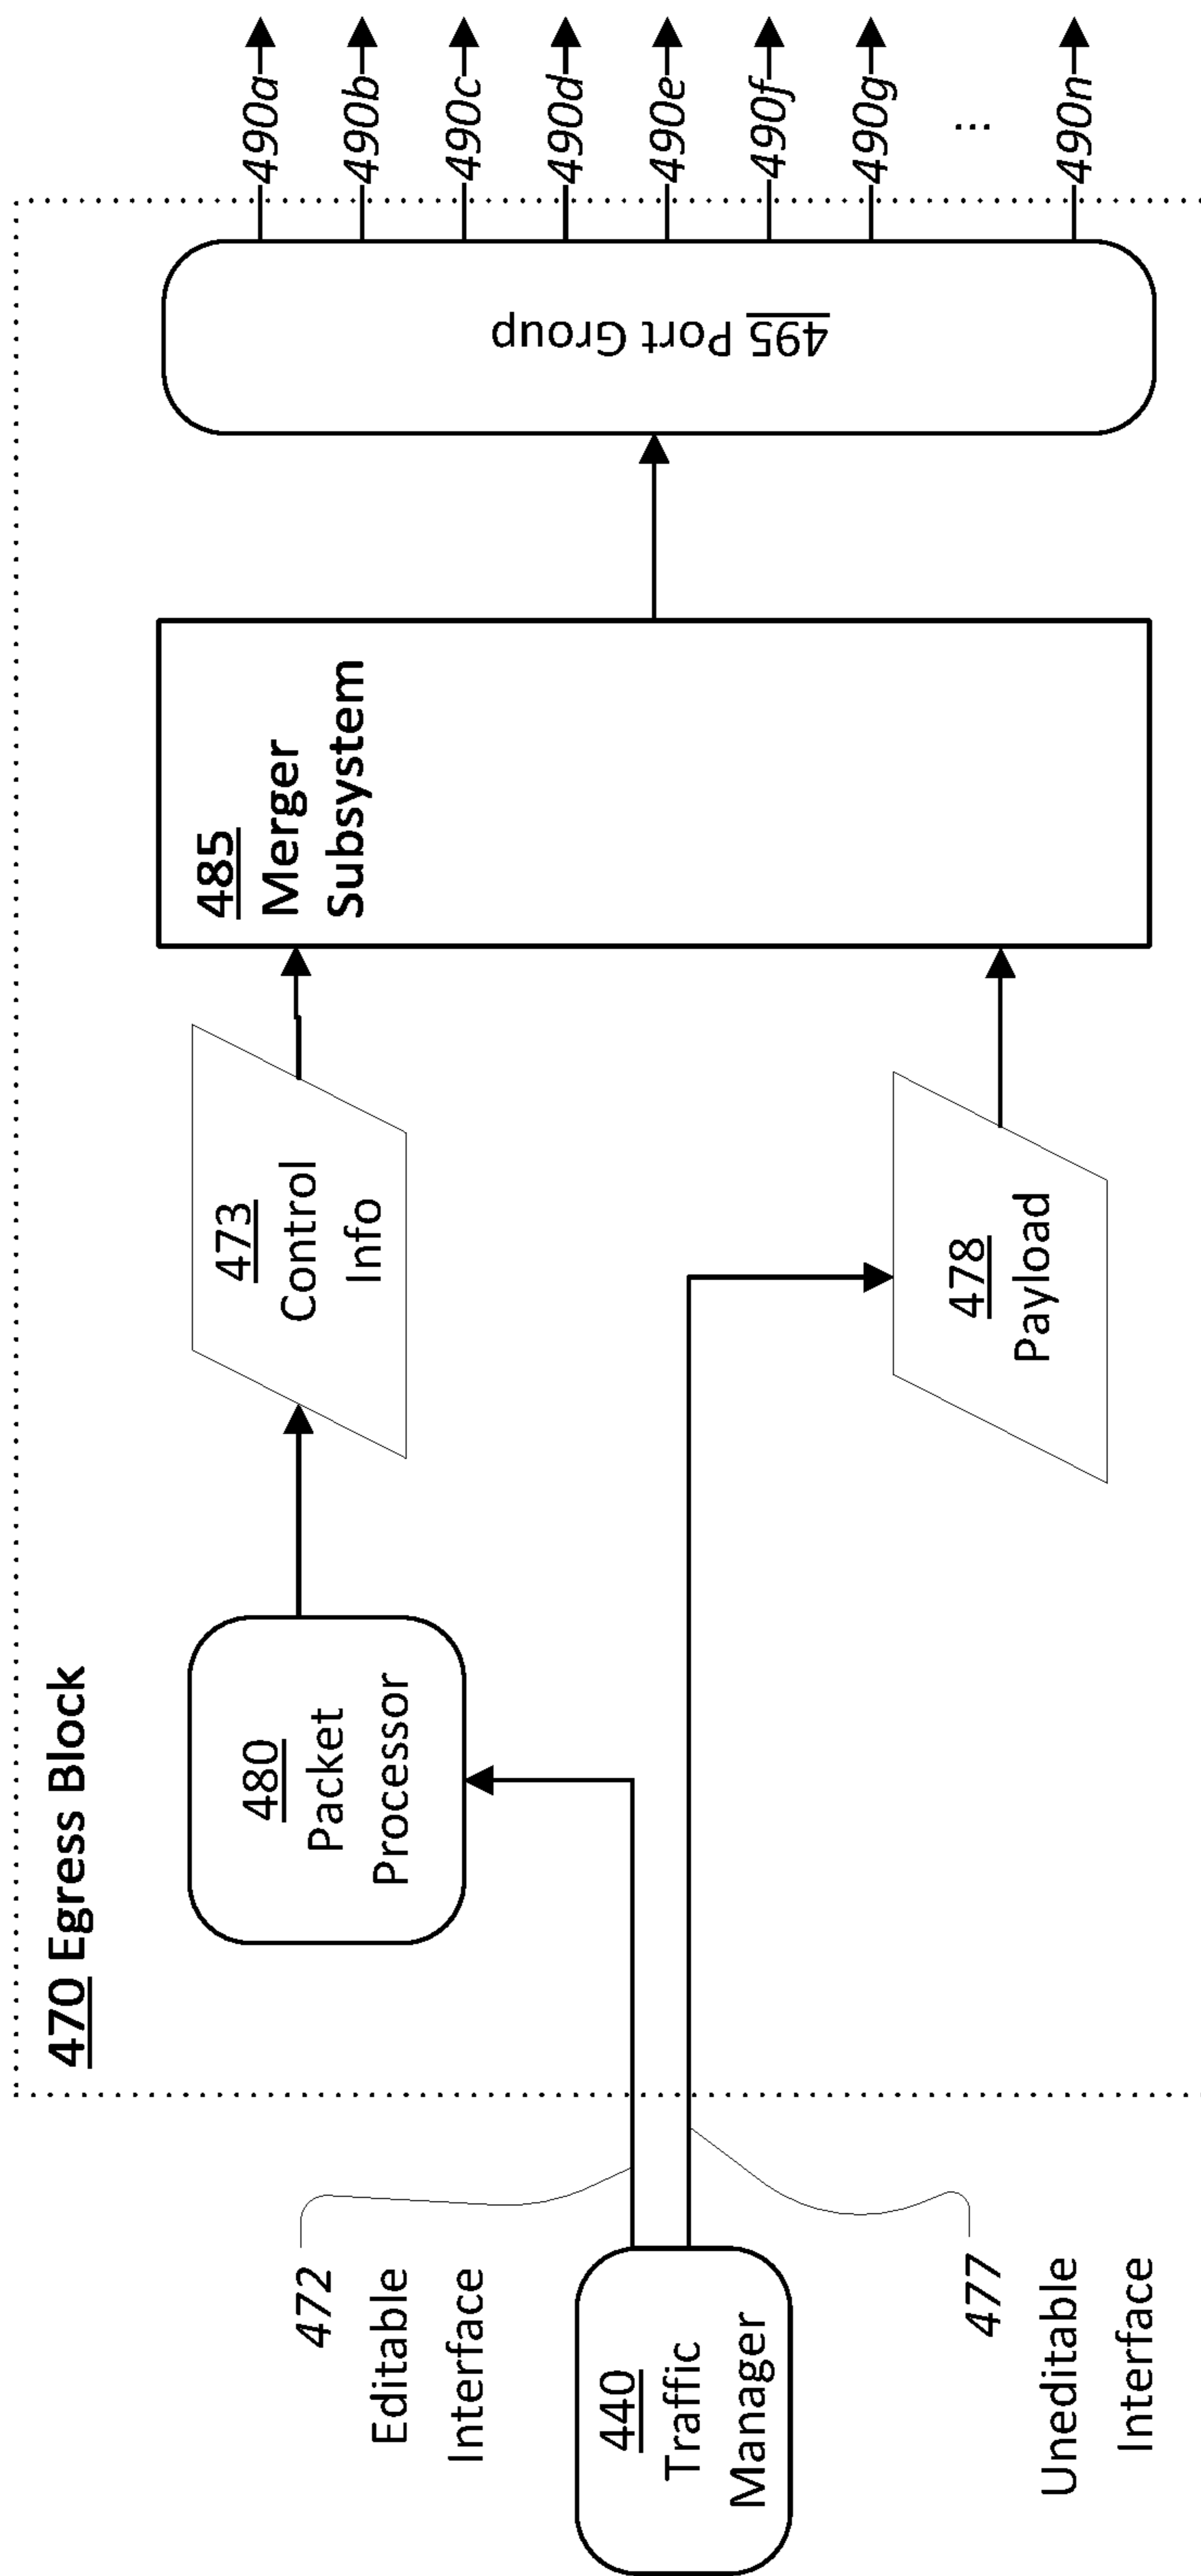 470 Egress Block
472
Editable
Interface
440
Traffic
Manager
477
Uneditable
Interface
480
Packet
Processor
473
Control
Info
478
Payload
485
Merger
Subsystem
495 Port Group
490a
490b
490c
490d
490e
490f
490g
...
490n